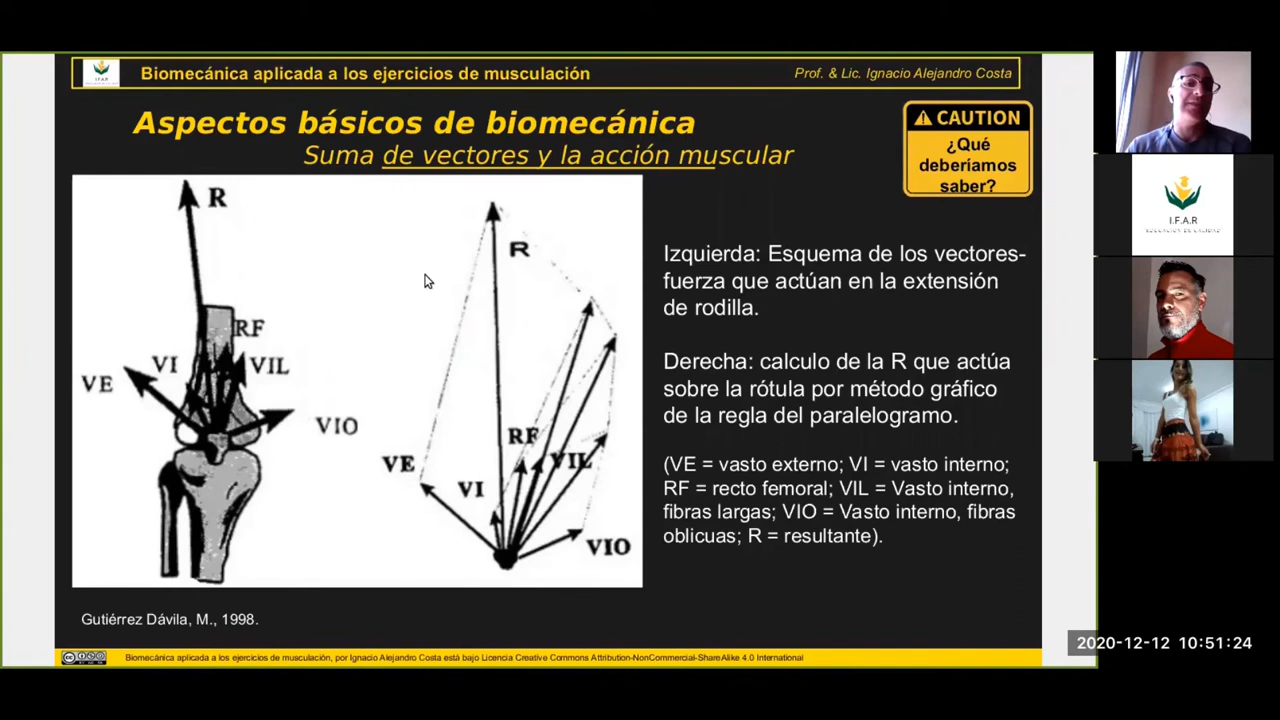 I.F.A.R
Biomecánica aplicada a los ejercicios de musculación
Prof. & Lic. Ignacio Alejandro Costa
Aspectos básicos de biomecánica
Suma de vectores y la acción muscular
CAUTION
¿Qué
deberíamos
saber?
R
RF
VI
VIL
VE
VIO
R
RF
VE
VIL
VI
VIO
Izquierda: Esquema de los vectores-
fuerza que actúan en la extensión
de rodilla.
Derecha: calculo de la R que actúa
sobre la rótula por método gráfico
de la regla del paralelogramo.
(VE = vasto externo; VI = vasto interno;
RF = recto femoral; VIL = Vasto interno,
fibras largas; VIO = Vasto interno, fibras
oblicuas; R = resultante).
Gutiérrez Dávila, M., 1998.
Biomecánica aplicada a los ejercicios de musculación, por Ignacio Alejandro Costa está bajo Licencia Creative Commons Attribution-NonCommercial-ShareAlike 4.0 International
I.F.A.R
EDUCACIÓN DE CALIDAD
2020-12-12 10:51:24